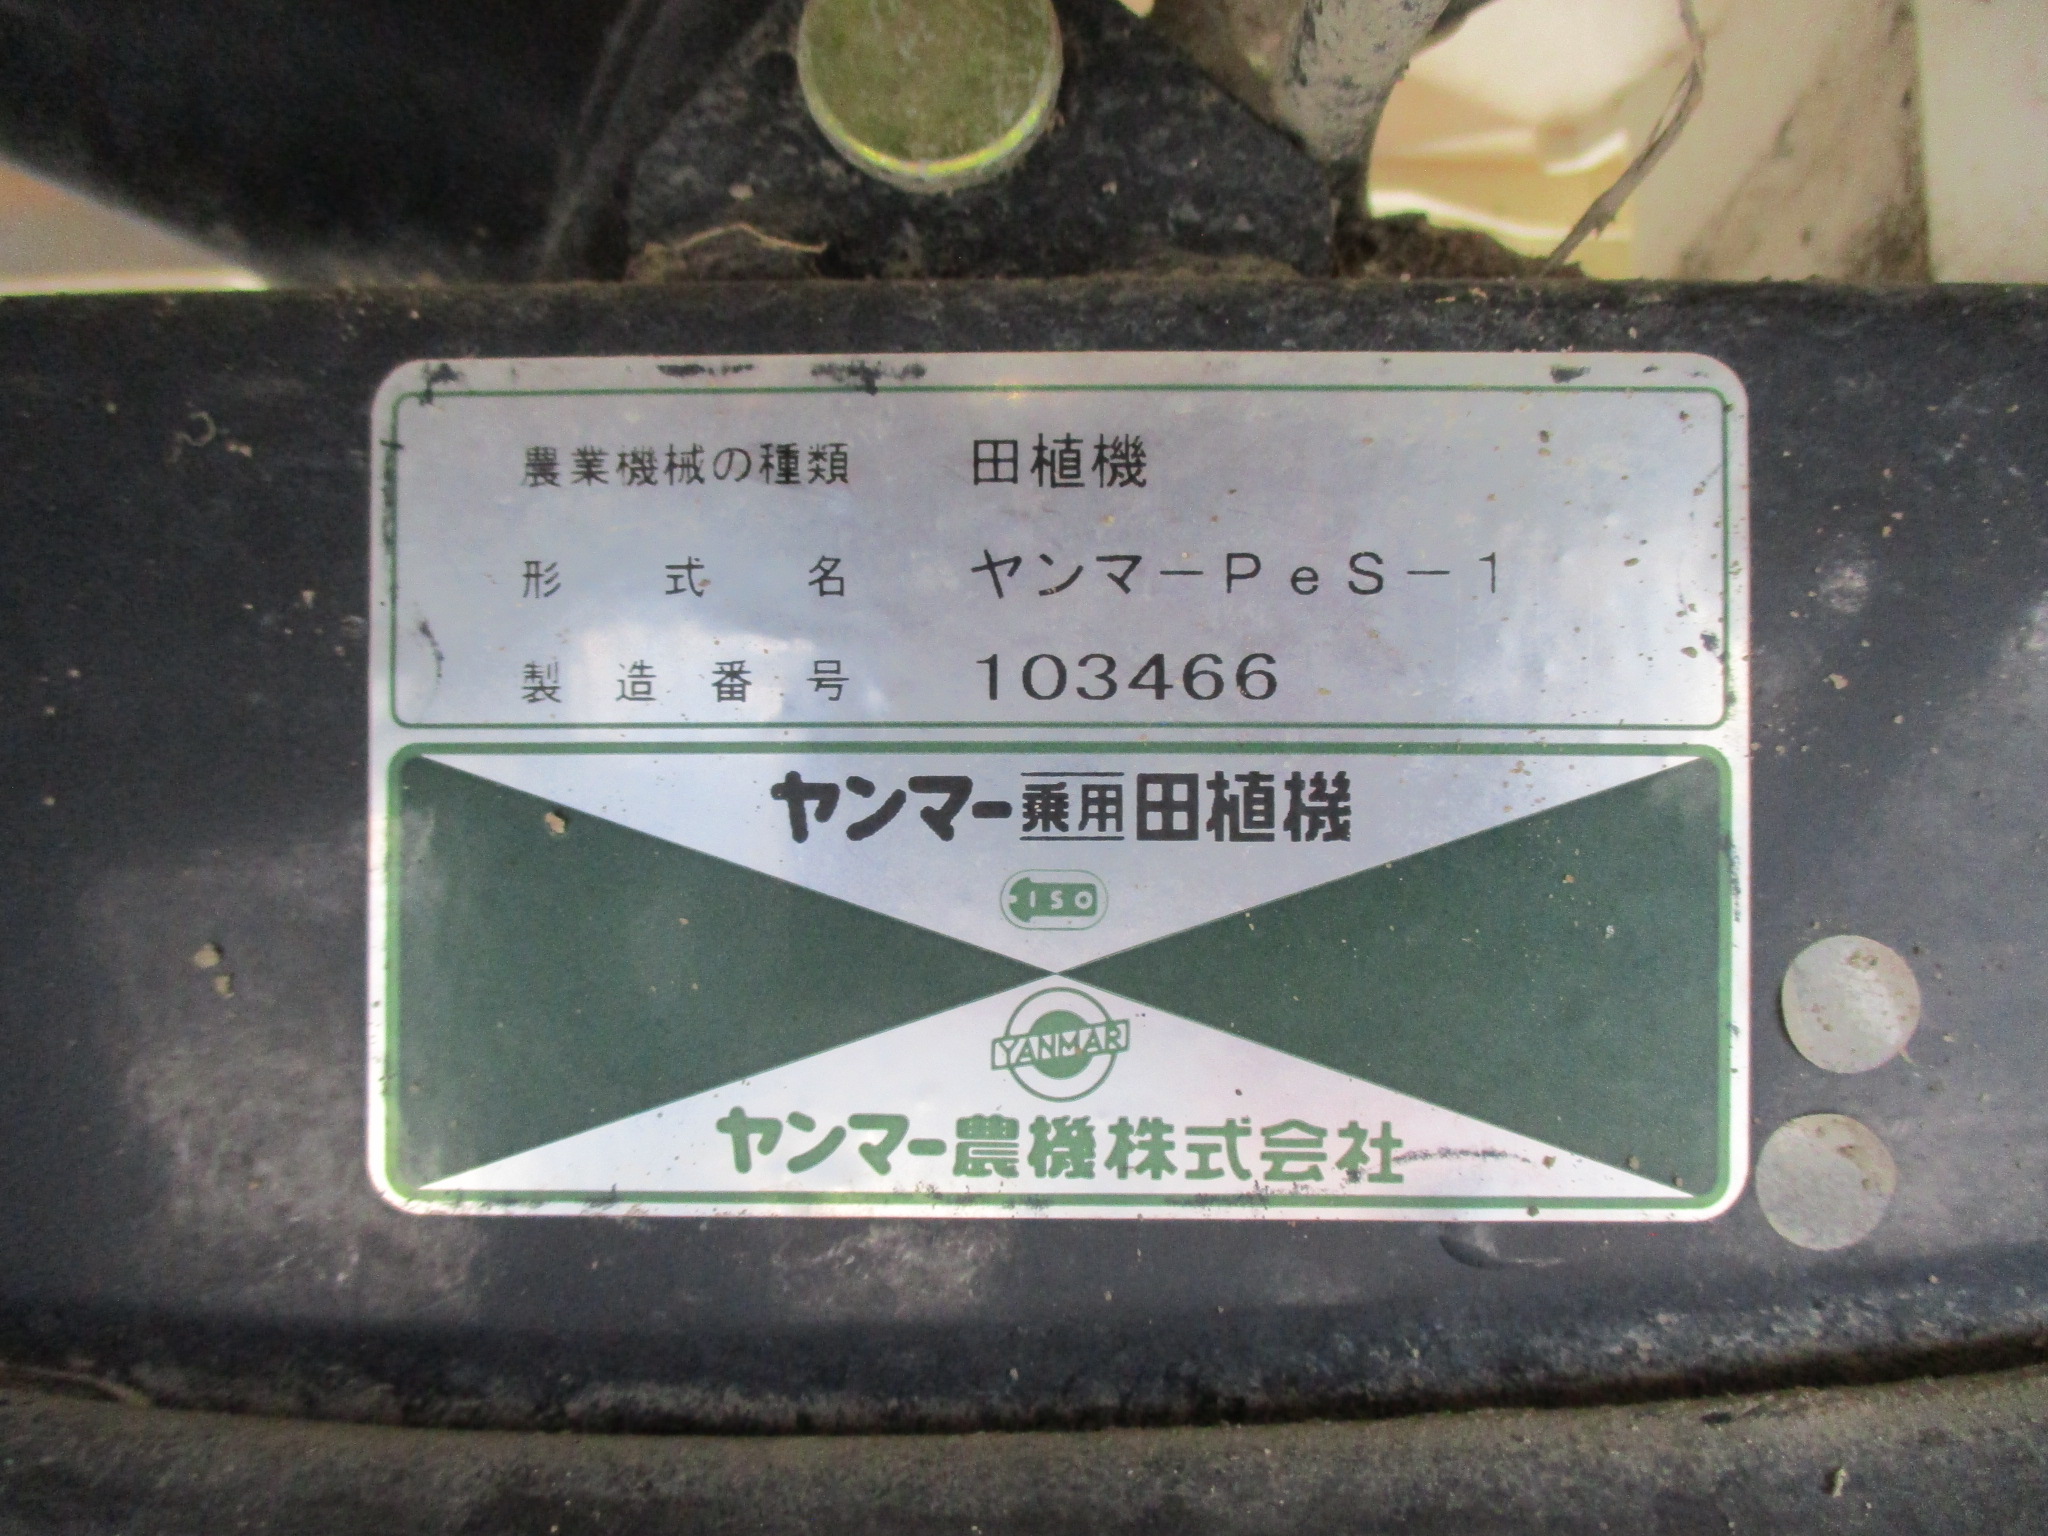 農業機械の種類 田植機
形式名 ヤンマーPeS-1
製造番号 103466
ヤンマー乗用田植機
ISO
YANMAR
ヤンマー農機株式会社